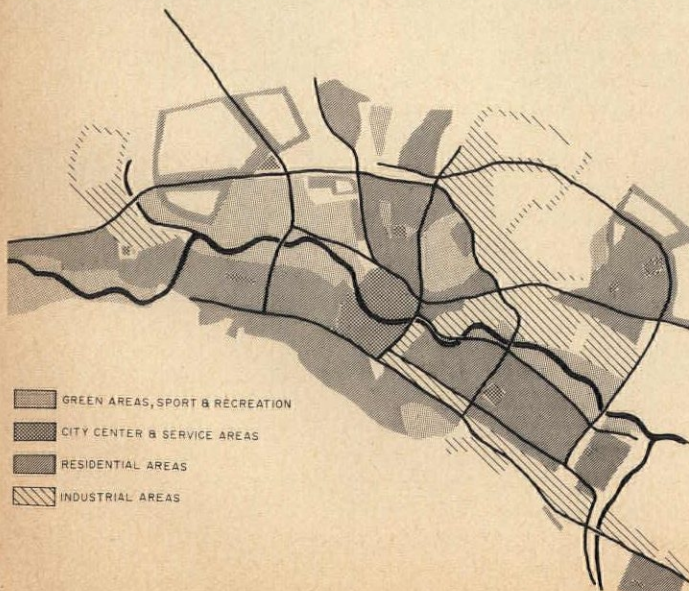 GREEN AREAS, SPORT & RECREATION
CITY CENTER & SERVICE AREAS
RESIDENTIAL AREAS
INDUSTRIAL AREAS